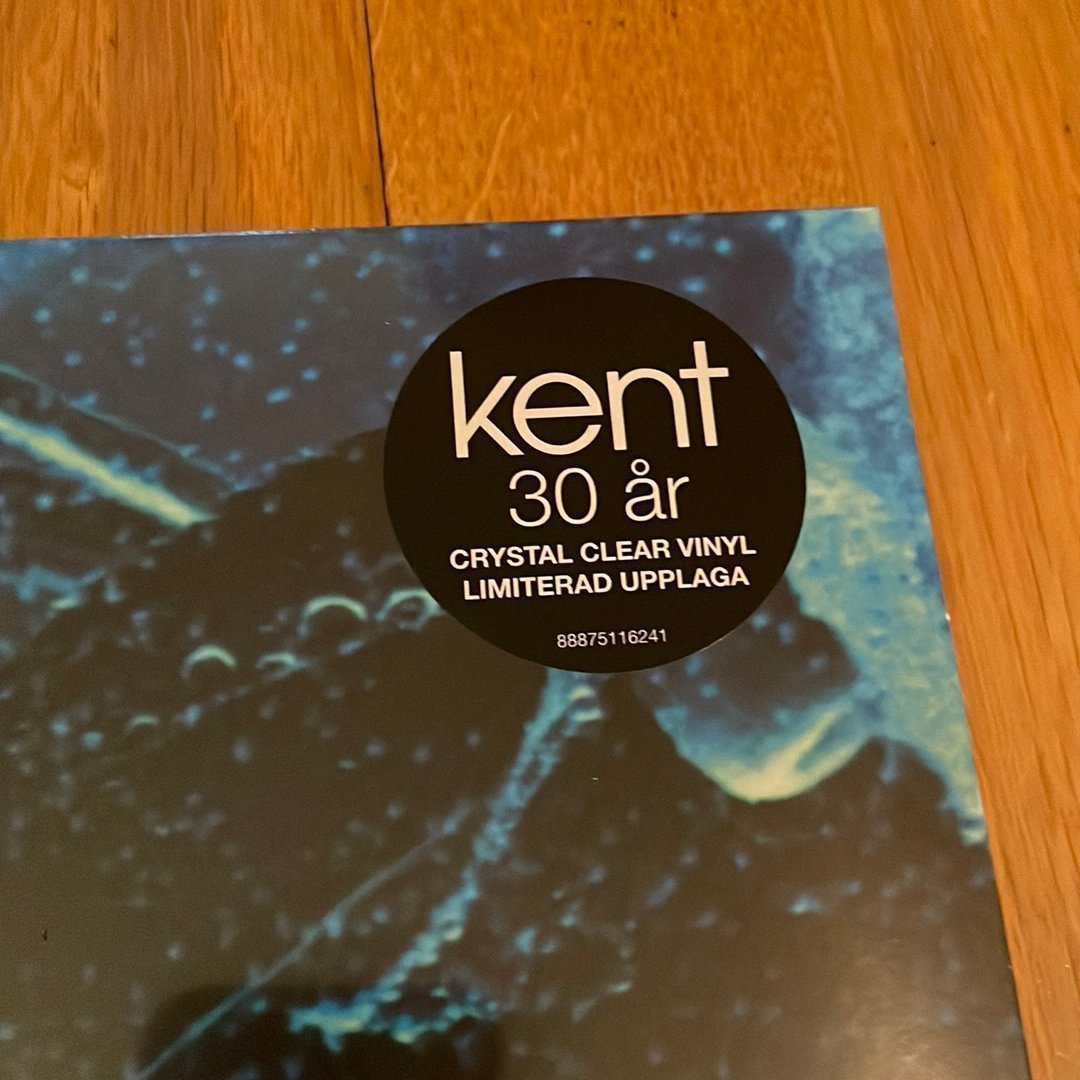 kent
30 år
CRYSTAL CLEAR VINYL
LIMITERAD UPPLAGA
88875116241